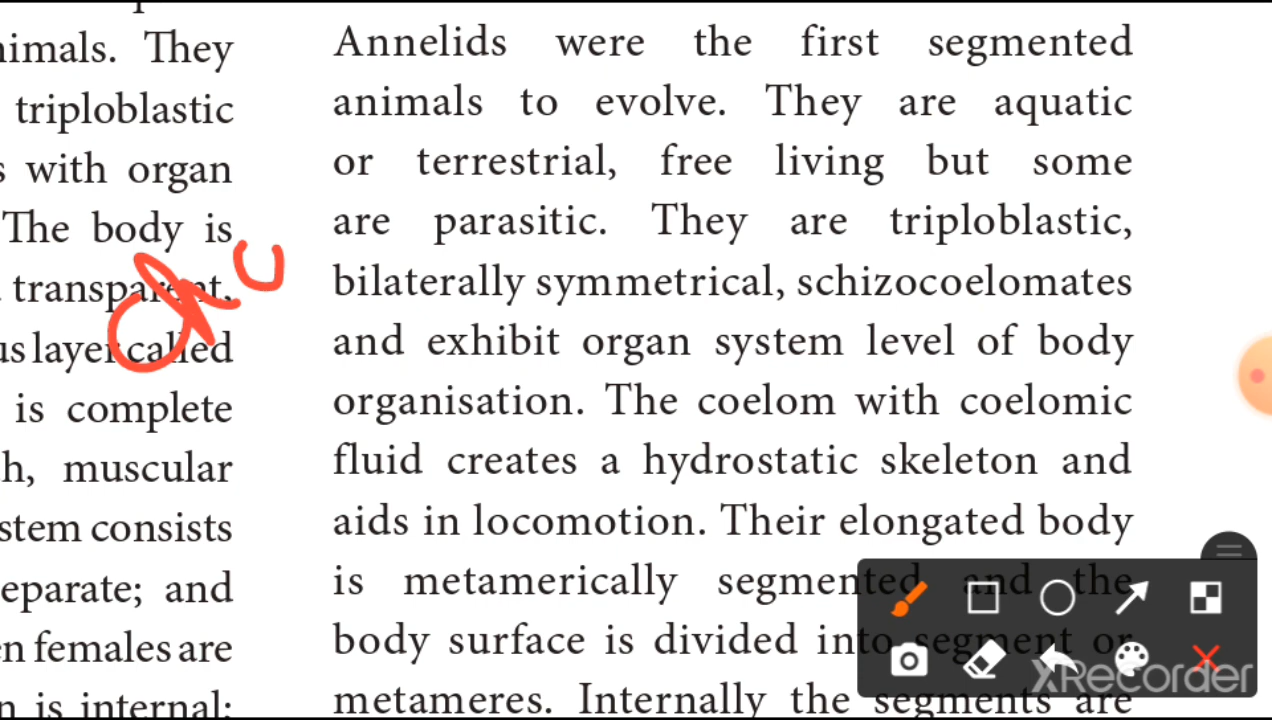 nimals. They
triploblastic
with organ
The body is
transparent,
us layer called
is complete
h, muscular
stem consists
eparate; and
en females are
n is internal;
Annelids were the first segmented
animals to evolve. They are aquatic
or terrestrial, free living but some
are parasitic. They are triploblastic,
bilaterally symmetrical, schizocoelomates
and exhibit organ system level of body
organisation. The coelom with coelomic
fluid creates a hydrostatic skeleton and
aids in locomotion. Their elongated body
is metamerically segmented and the
body surface is divided into segment or
metameres. Internally the segments are
XRecorder